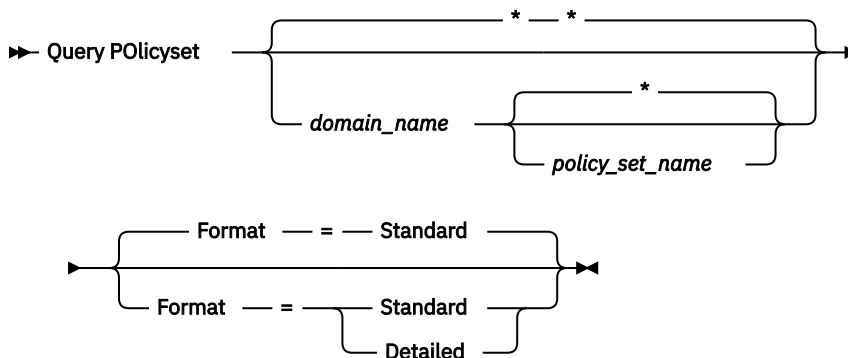 * *
Query POlicyset
*
domain_name
policy_set_name
Format = Standard
Format = Standard
Detailed